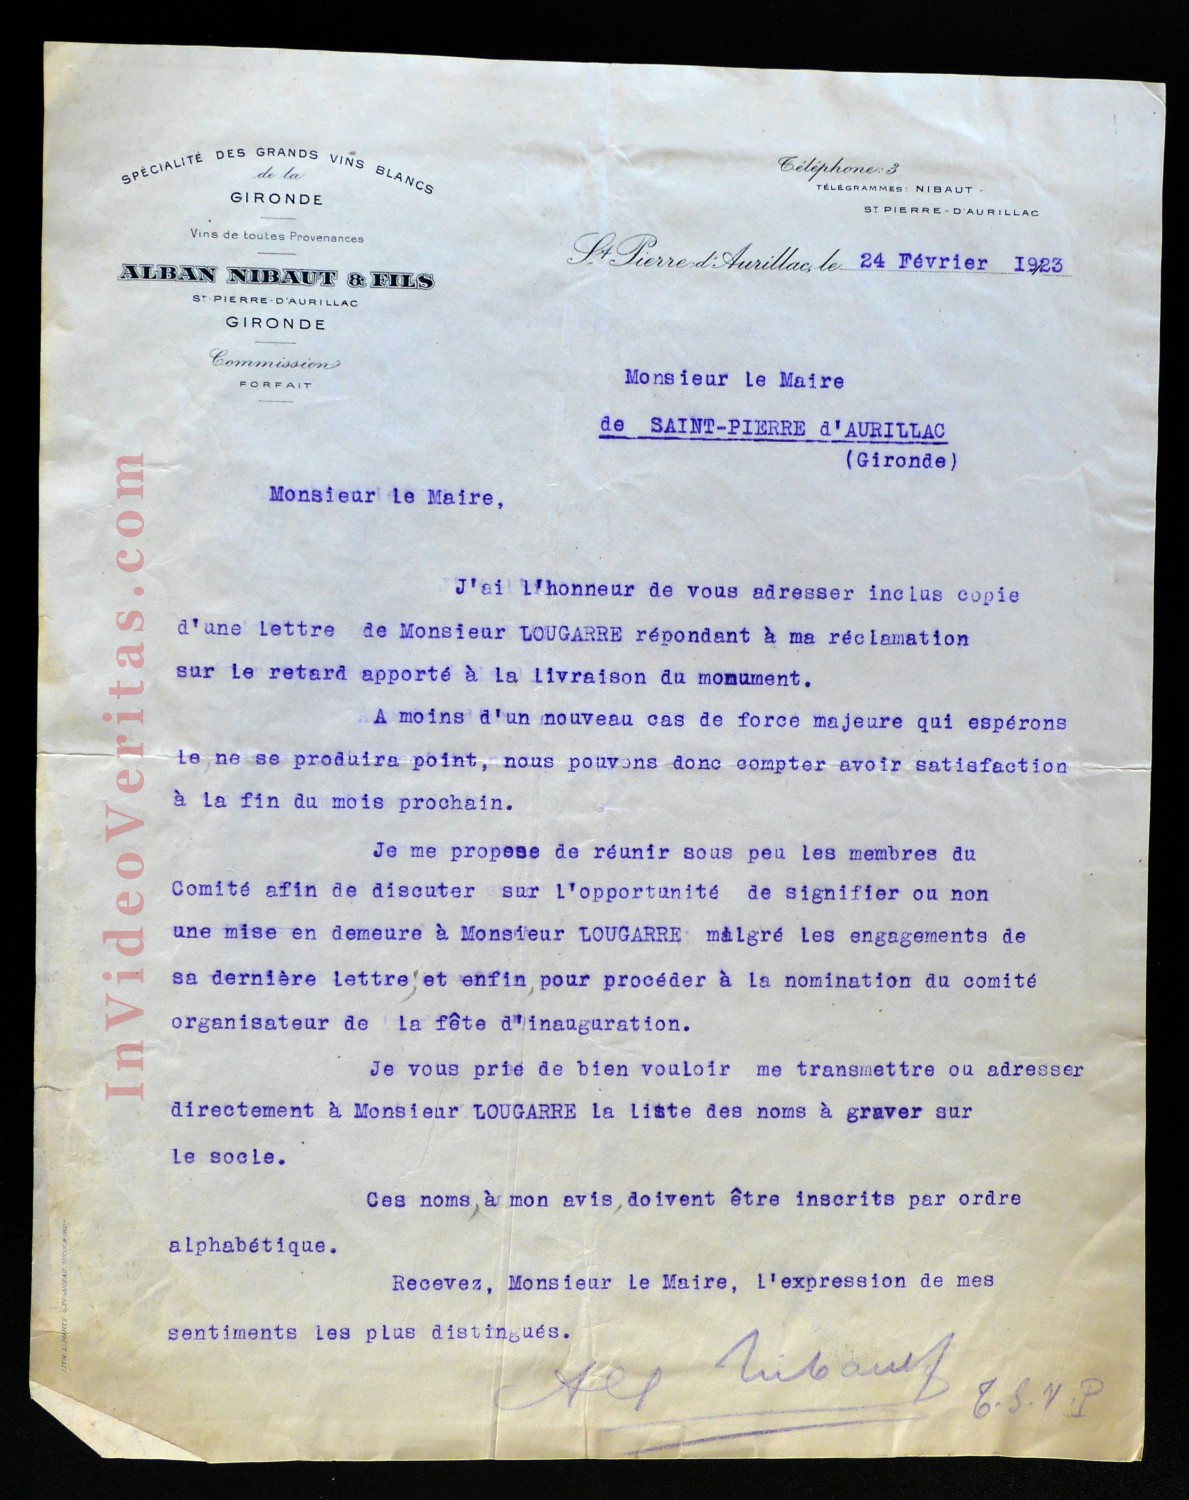 SPÉCIALITÉ DES GRANDS VINS BLANCS
de la
GIRONDE
Vins de toutes Provenances
ALBAN NIBAUT & FILS
ST PIERRE-D'AURILLAC
GIRONDE
Commission
FORFAIT
Téléphone: 3
TÉLÉGRAMMES: NIBAUT -
ST PIERRE-D'AURILLAC
St Pierre d'Aurillac, le 24 Février 1923
Monsieur le Maire
de SAINT-PIERRE d'AURILLAC
(Gironde)
Monsieur le Maire,
J'ai l'honneur de vous adresser inclus copie
d'une lettre de Monsieur LOUGARRE répondant à ma réclamation
sur le retard apporté à la livraison du monument.
A moins d'un nouveau cas de force majeure qui espérons
le ne se produira point, nous pouvons donc compter avoir satisfaction
à la fin du mois prochain.
Je me propose de réunir sous peu les membres du
Comité afin de discuter sur l'opportunité de signifier ou non
une mise en demeure à Monsieur LOUGARRE malgré les engagements de
sa dernière lettre, et enfin, pour procéder à la nomination du comité
organisateur de la fête d'inauguration.
Je vous prie de bien vouloir me transmettre ou adresser
directement à Monsieur LOUGARRE la liste des noms à graver sur
le socle.
Ces noms, à mon avis, doivent être inscrits par ordre
alphabétique.
Recevez, Monsieur le Maire, l'expression de mes
sentiments les plus distingués.
Nibaut
T.S.V.P
InVideoVeritas.com